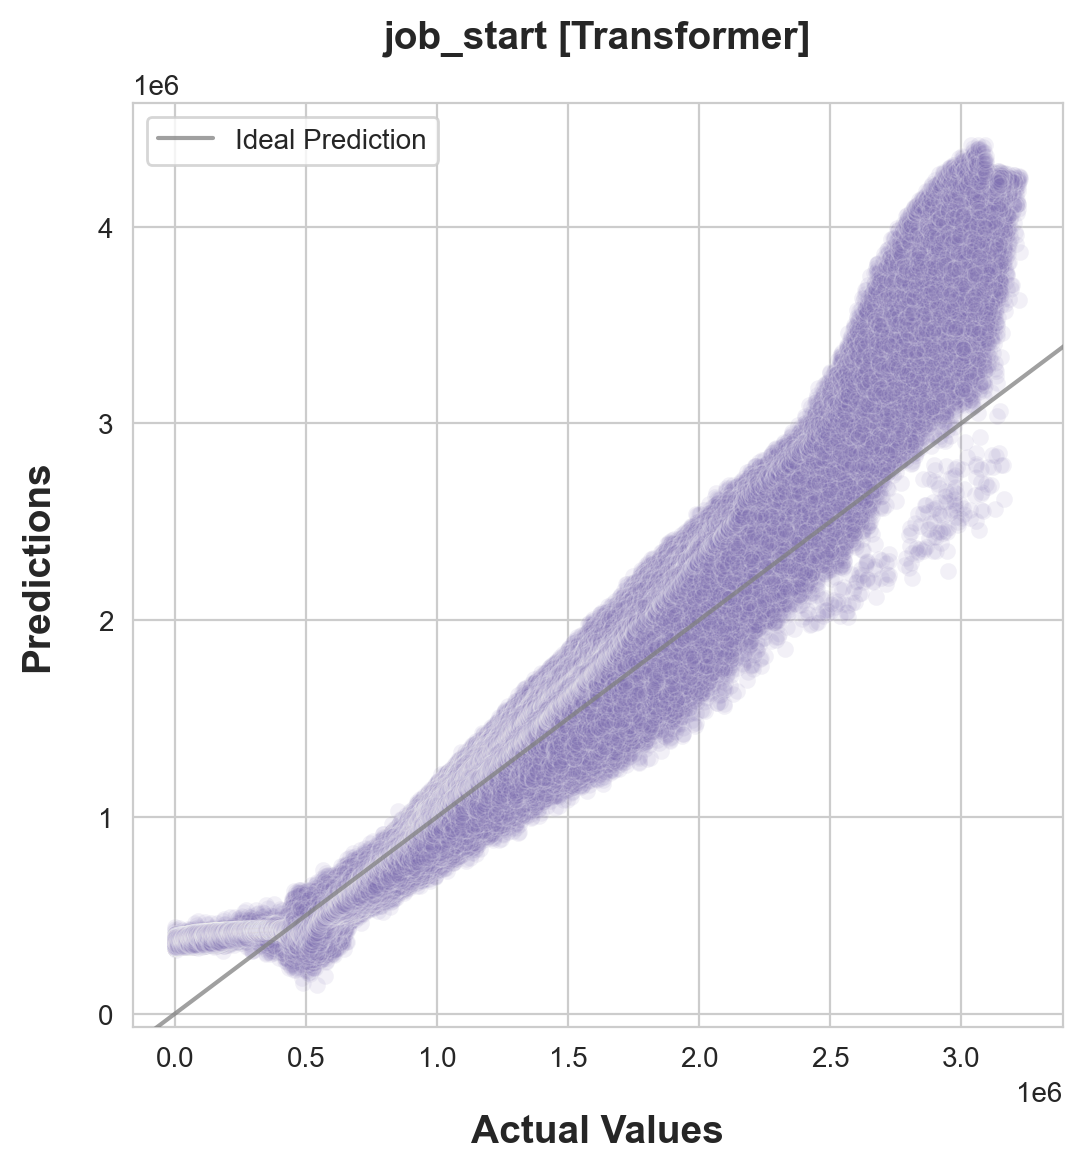 job_start [Transformer]
1e6
Ideal Prediction
4
3
2
1
0
Predictions
0.0 0.5 1.0 1.5 2.0 2.5 3.0
1e6
Actual Values